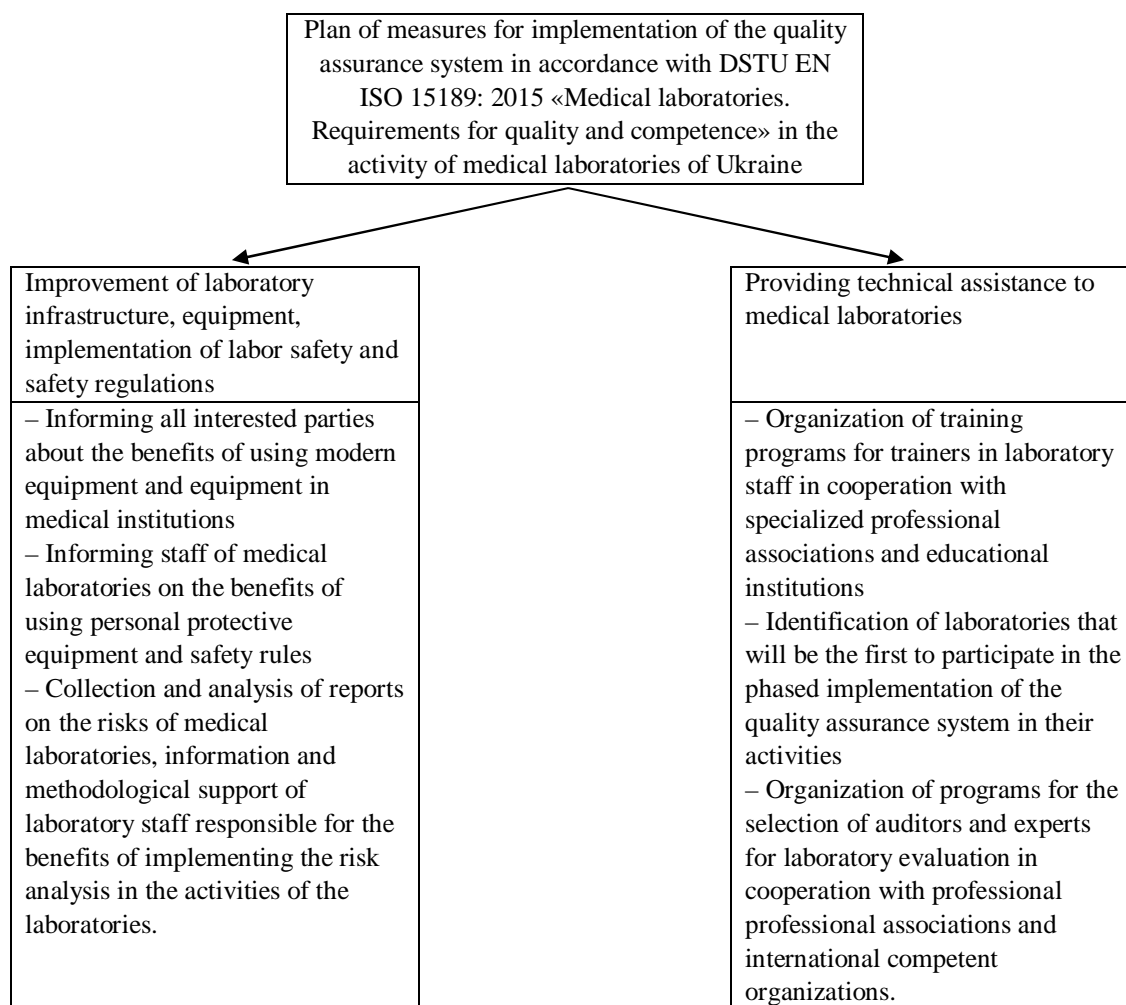 Plan of measures for implementation of the quality
assurance system in accordance with DSTU EN
ISO 15189: 2015 «Medical laboratories.
Requirements for quality and competence» in the
activity of medical laboratories of Ukraine
Improvement of laboratory
infrastructure, equipment,
implementation of labor safety and
safety regulations
– Informing all interested parties
about the benefits of using modern
equipment and equipment in
medical institutions
– Informing staff of medical
laboratories on the benefits of
using personal protective
equipment and safety rules
– Collection and analysis of reports
on the risks of medical
laboratories, information and
methodological support of
laboratory staff responsible for the
benefits of implementing the risk
analysis in the activities of the
laboratories.
Providing technical assistance to
medical laboratories
– Organization of training
programs for trainers in laboratory
staff in cooperation with
specialized professional
associations and educational
institutions
– Identification of laboratories that
will be the first to participate in the
phased implementation of the
quality assurance system in their
activities
– Organization of programs for the
selection of auditors and experts
for laboratory evaluation in
cooperation with professional
professional associations and
international competent
organizations.